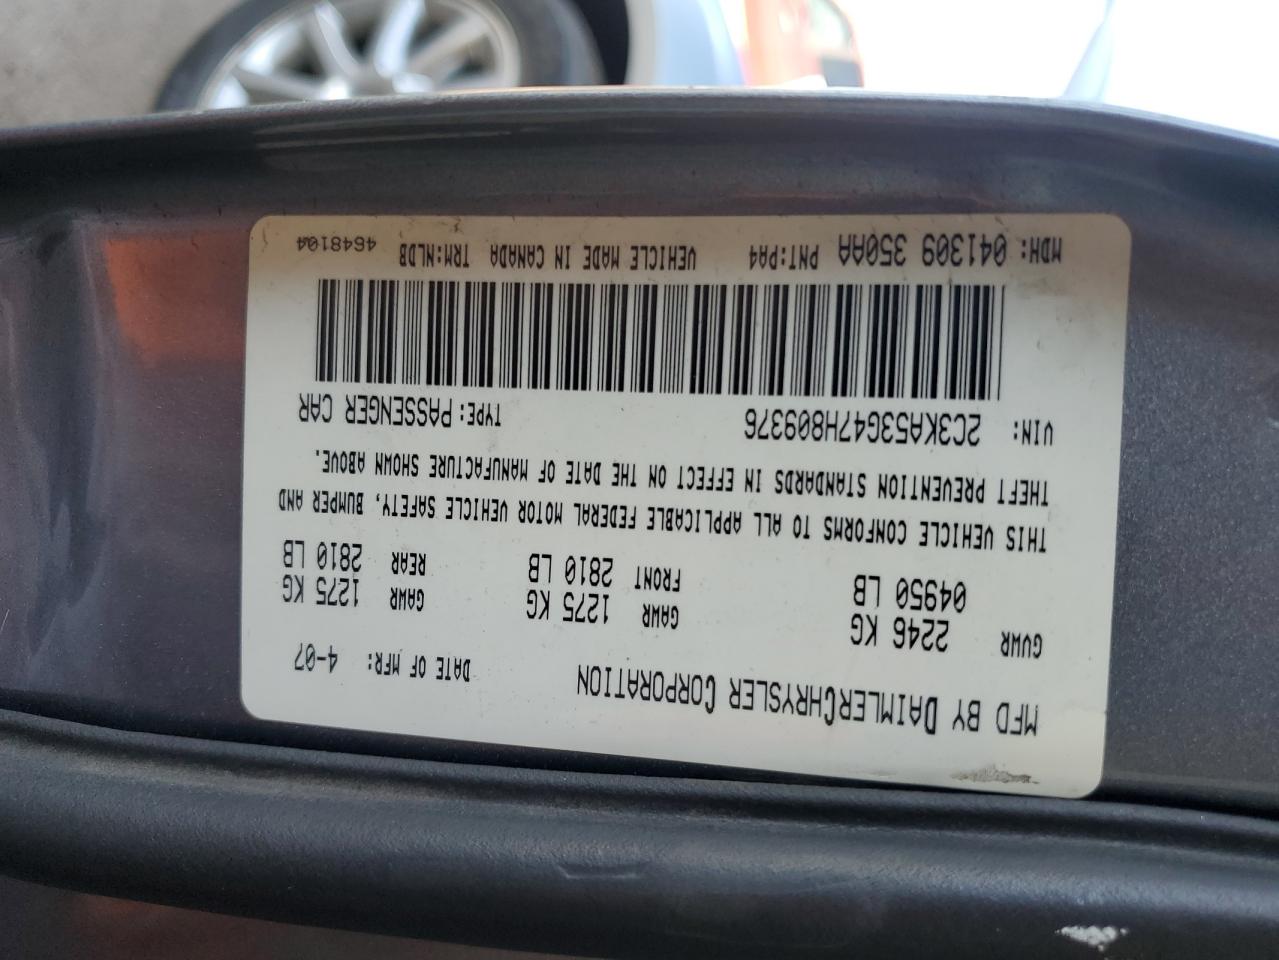 MFD BY DAIMLERCHRYSLER CORPORATION DATE OF MFR: 4-07
GVWR 2246 KG GAWR 1275 KG GAWR 1275 KG
04950 LB FRONT 2810 LB REAR 2810 LB
THIS VEHICLE CONFORMS TO ALL APPLICABLE FEDERAL MOTOR VEHICLE SAFETY, BUMPER AND
THEFT PREVENTION STANDARDS IN EFFECT ON THE DATE OF MANUFACTURE SHOWN ABOVE.
VIN: 2C3KA53G47H809376 TYPE: PASSENGER CAR
MDH: 041309 350AA PNT:PA4 VEHICLE MADE IN CANADA TRM:NLDB 4648104